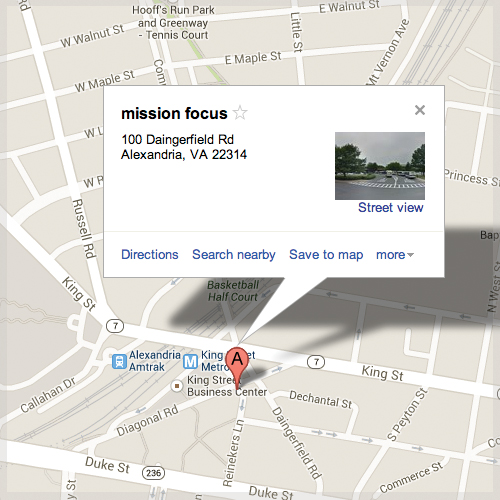 Hooff's Run Park
and Greenway
- Tennis Court
W Walnut St
E Walnut St
Little St
Mt Vernon Ave
Rd
W Maple St
E Maple St
W L
W R
Princess St
mission focus
100 Daingerfield Rd
Alexandria, VA 22314
Street view
Directions
Search nearby
Save to map
more
Russell Rd
Bap
N West St
King St
Basketball
Half Court
7
Alexandria
Amtrak
M
King Street
Metro
A
7
King St
King Street
Business Center
Callahan Dr
Diagonal Rd
Dechantal St
S Peyton St
Daingerfield Rd
Reinekers Ln
Commerce St
Duke St
236
Duke St